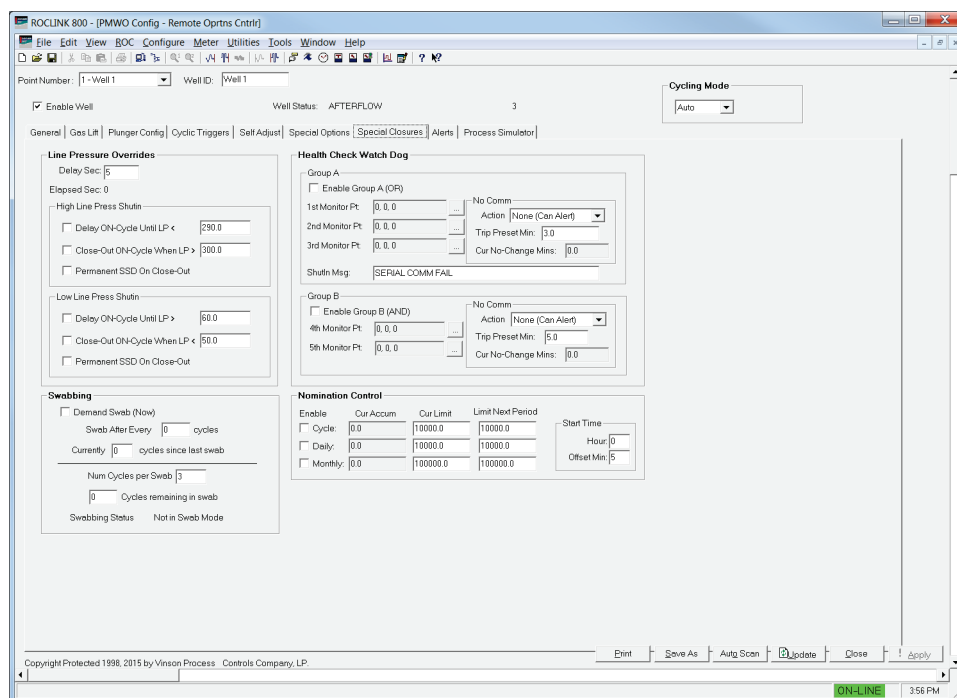 ROCLINK 800 - [PMWO Config - Remote Oprtns Cntrlr]
File Edit View ROC Configure Meter Utilities Tools Window Help
Point Number: 1 - Well 1 Well ID: Well 1
Cycling Mode
Auto
Enable Well Well Status: AFTERFLOW 3
General Gas Lift Plunger Config Cyclic Triggers Self Adjust Special Options Special Closures Alerts Process Simulator
Line Pressure Overrides
Delay Sec: 5
Elapsed Sec: 0
High Line Press Shutin
Delay ON-Cycle Until LP < 290.0
Close-Out ON-Cycle When LP > 300.0
Permanent SSD On Close-Out
Low Line Press Shutin
Delay ON-Cycle Until LP > 60.0
Close-Out ON-Cycle When LP < 50.0
Permanent SSD On Close-Out
Health Check Watch Dog
Group A
Enable Group A (OR)
1st Monitor Pt: 0, 0, 0 ...
2nd Monitor Pt: 0, 0, 0 ...
3rd Monitor Pt: 0, 0, 0 ...
No Comm
Action None (Can Alert)
Trip Preset Min: 3.0
Cur No-Change Mins: 0.0
ShutIn Msg: SERIAL COMM FAIL
Group B
Enable Group B (AND)
4th Monitor Pt: 0, 0, 0 ...
5th Monitor Pt: 0, 0, 0 ...
No Comm
Action None (Can Alert)
Trip Preset Min: 5.0
Cur No-Change Mins: 0.0
Swabbing
Demand Swab (Now)
Swab After Every 0 cycles
Currently 0 cycles since last swab
Num Cycles per Swab 3
0 Cycles remaining in swab
Swabbing Status Not in Swab Mode
Nomination Control
Enable Cur Accum Cur Limit Limit Next Period
Cycle: 0.0 10000.0 10000.0
Daily: 0.0 10000.0 10000.0
Monthly: 0.0 100000.0 100000.0
Start Time
Hour: 0
Offset Min: 5
Print Save As Auto Scan Update Close ! Apply
Copyright Protected 1998, 2015 by Vinson Process Controls Company, LP.
ON-LINE 3:56 PM